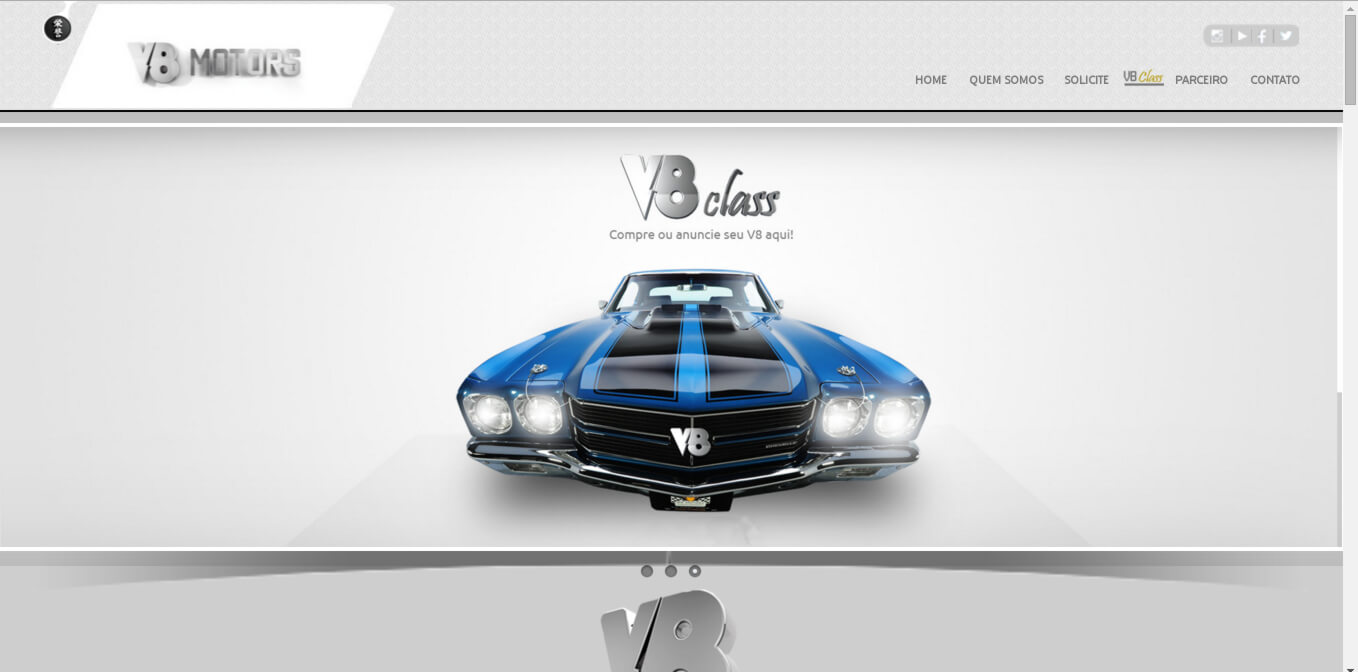 V8 MOTORS
HOME QUEM SOMOS SOLICITE V8 Class PARCEIRO CONTATO
V8 class
Compre ou anuncie seu V8 aqui!
V8
V8